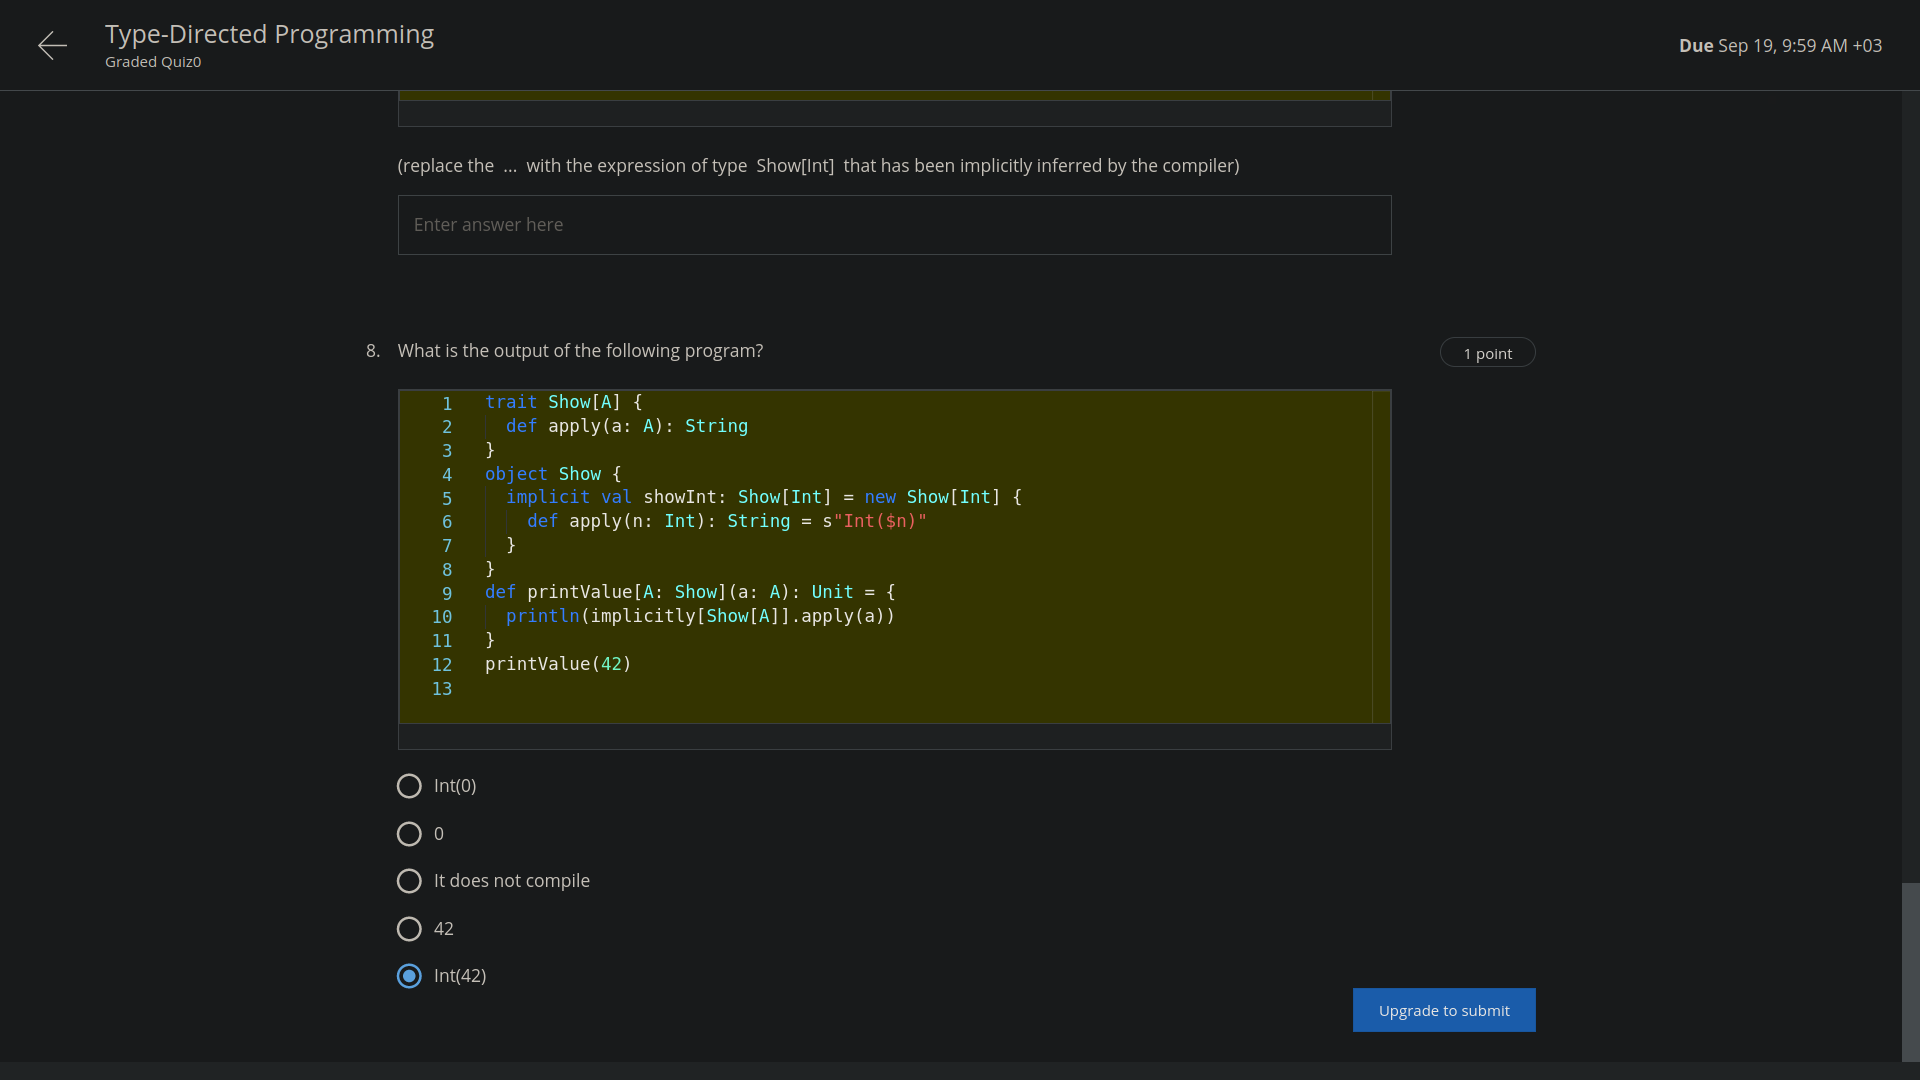 Type-Directed Programming
Graded Quiz0
Due Sep 19, 9:59 AM +03
(replace the ... with the expression of type Show[Int] that has been implicitly inferred by the compiler)
Enter answer here
8. What is the output of the following program?
1 point
1 trait Show[A] {
2   def apply(a: A): String
3 }
4 object Show {
5   implicit val showInt: Show[Int] = new Show[Int] {
6     def apply(n: Int): String = s"Int($n)"
7   }
8 }
9 def printValue[A: Show](a: A): Unit = {
10   println(implicitly[Show[A]].apply(a))
11 }
12 printValue(42)
13
Int(0)
0
It does not compile
42
Int(42)
Upgrade to submit